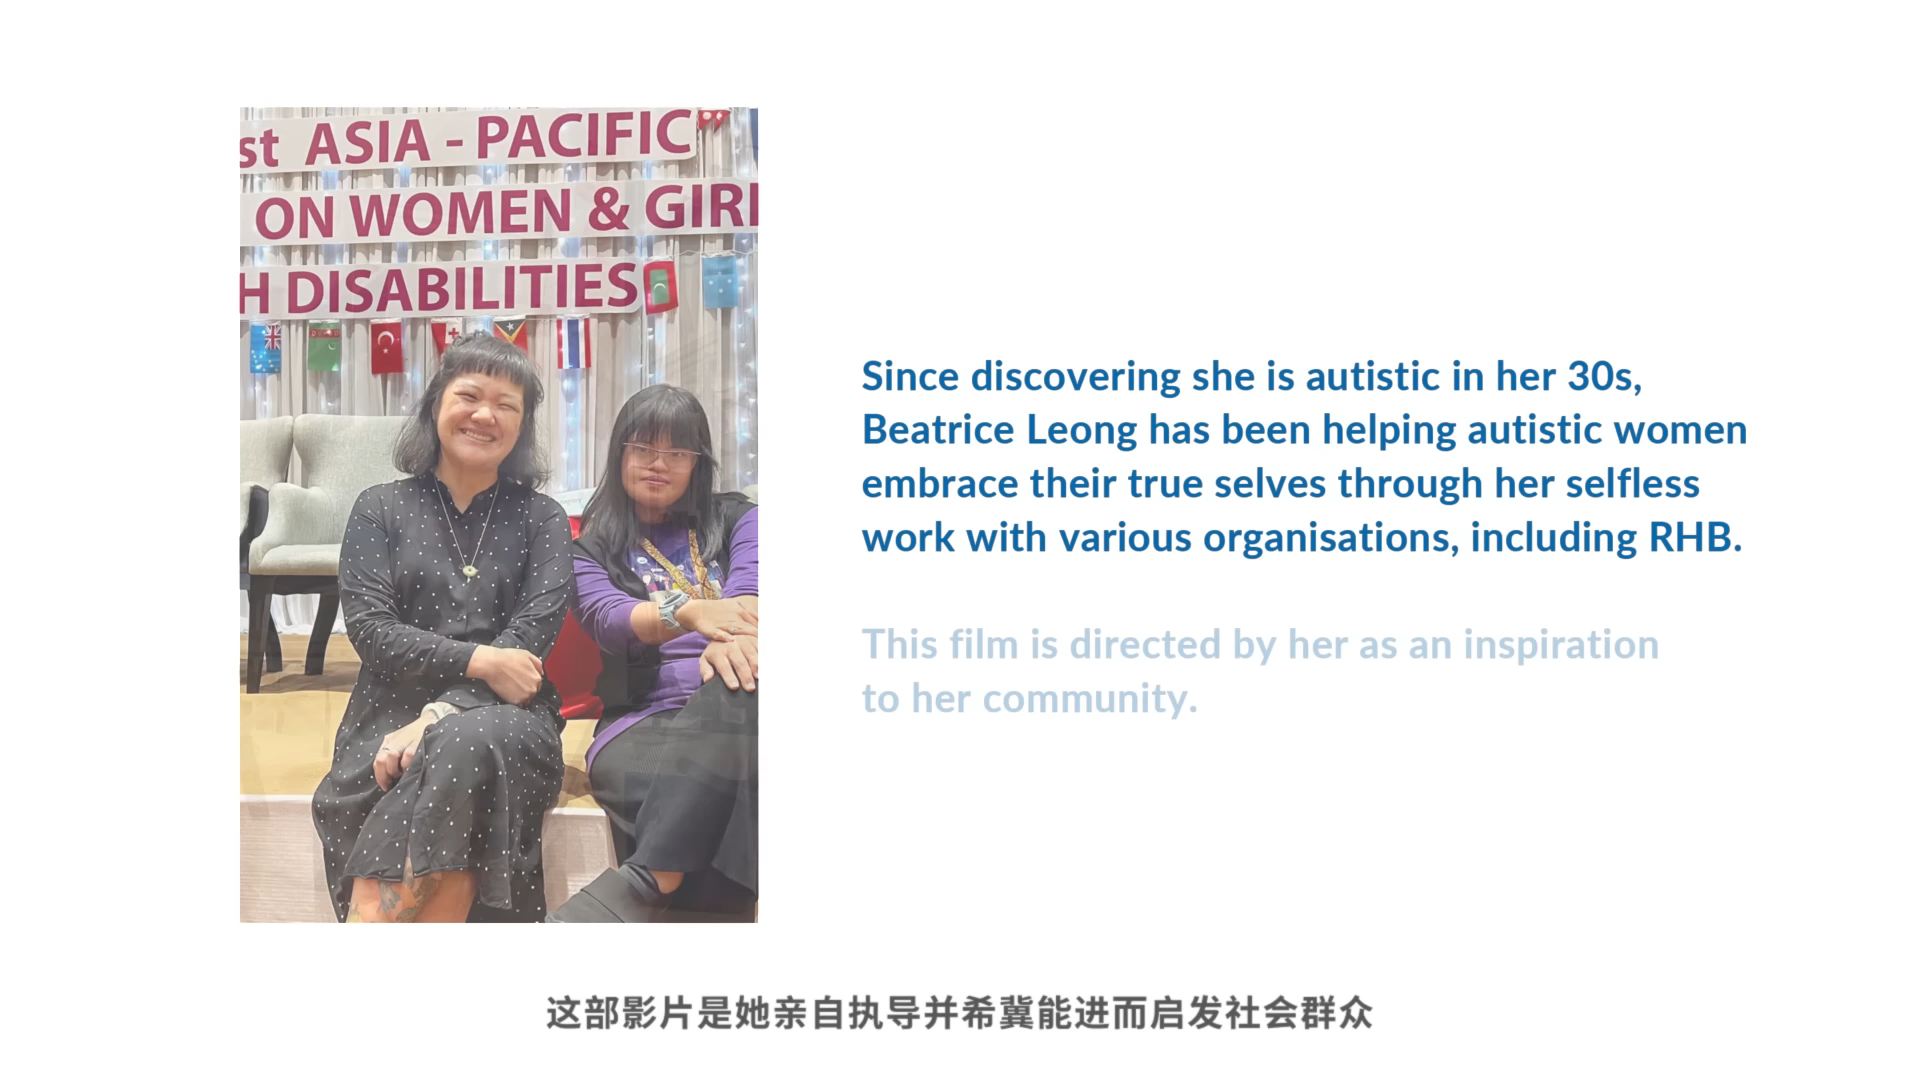 st ASIA - PACIFIC"
ON WOMEN & GIRL
H DISABILITIES
Since discovering she is autistic in her 30s,
Beatrice Leong has been helping autistic women
embrace their true selves through her selfless
work with various organisations, including RHB.
This film is directed by her as an inspiration
to her community.
这部影片是她亲自执导并希冀能进而启发社会群众